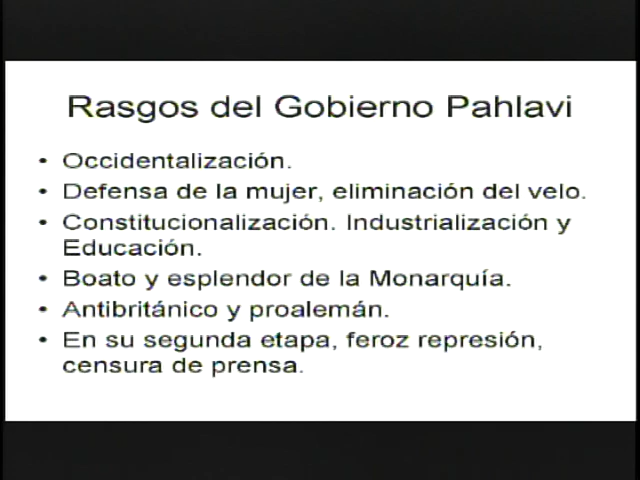 Rasgos del Gobierno Pahlavi
• Occidentalización.
• Defensa de la mujer, eliminación del velo.
• Constitucionalización. Industrialización y
Educación.
• Boato y esplendor de la Monarquía.
• Antibritánico y proalemán.
• En su segunda etapa, feroz represión,
censura de prensa.